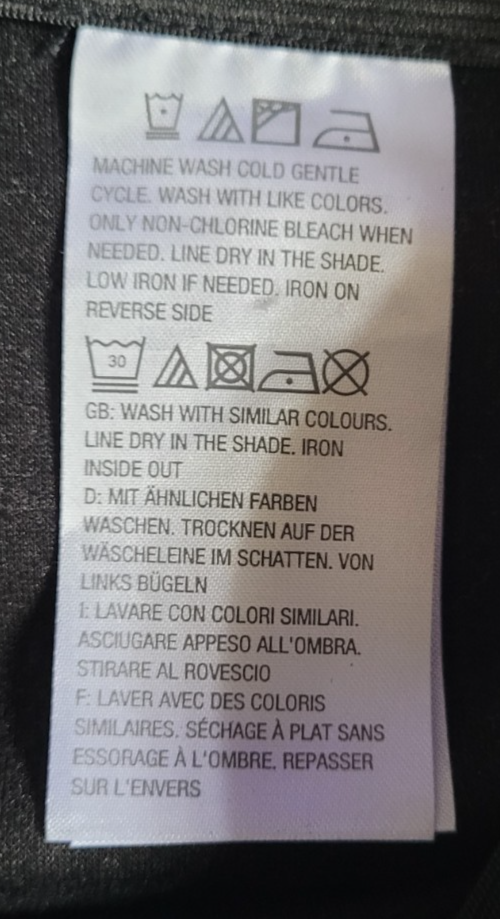 MACHINE WASH COLD GENTLE
CYCLE. WASH WITH LIKE COLORS.
ONLY NON-CHLORINE BLEACH WHEN
NEEDED. LINE DRY IN THE SHADE.
LOW IRON IF NEEDED. IRON ON
REVERSE SIDE
30
GB: WASH WITH SIMILAR COLOURS.
LINE DRY IN THE SHADE. IRON
INSIDE OUT
D: MIT ÄHNLICHEN FARBEN
WASCHEN. TROCKNEN AUF DER
WÄSCHELEINE IM SCHATTEN. VON
LINKS BÜGELN
I: LAVARE CON COLORI SIMILARI.
ASCIUGARE APPESO ALL'OMBRA.
STIRARE AL ROVESCIO
F: LAVER AVEC DES COLORIS
SIMILAIRES. SÉCHAGE À PLAT SANS
ESSORAGE À L'OMBRE. REPASSER
SUR L'ENVERS